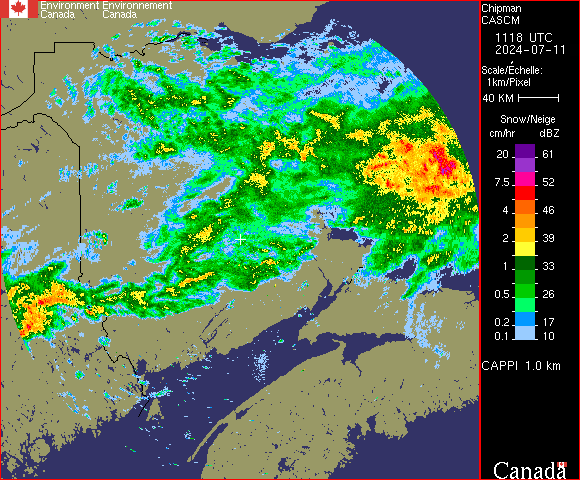 Environment Environnement
Canada Canada
Chipman
CASCM
1118 UTC
2024-07-11
Scale/Échelle:
1km/Pixel
40 KM
Snow/Neige
cm/hr dBZ
20 61
7.5 52
4 46
2 39
1 33
0.5 26
0.2 17
0.1 10
CAPPI 1.0 km
Canada